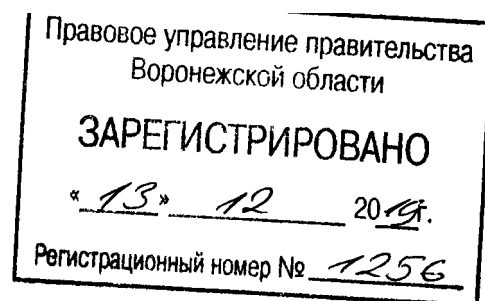 Правовое управление правительства
Воронежской области
ЗАРЕГИСТРИРОВАНО
«13» 12 2019г.
Регистрационный номер № 1256